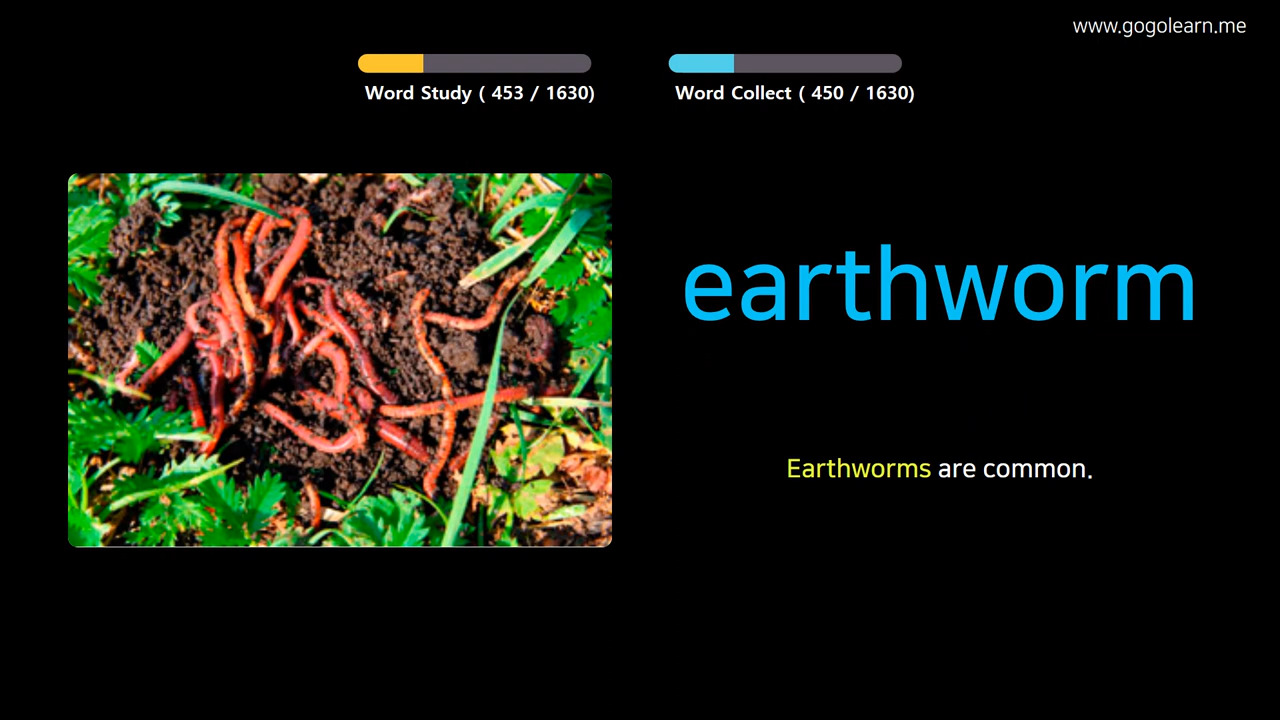 www.gogolearn.me
Word Study ( 453 / 1630)
Word Collect ( 450 / 1630)
earthworm
Earthworms are common.